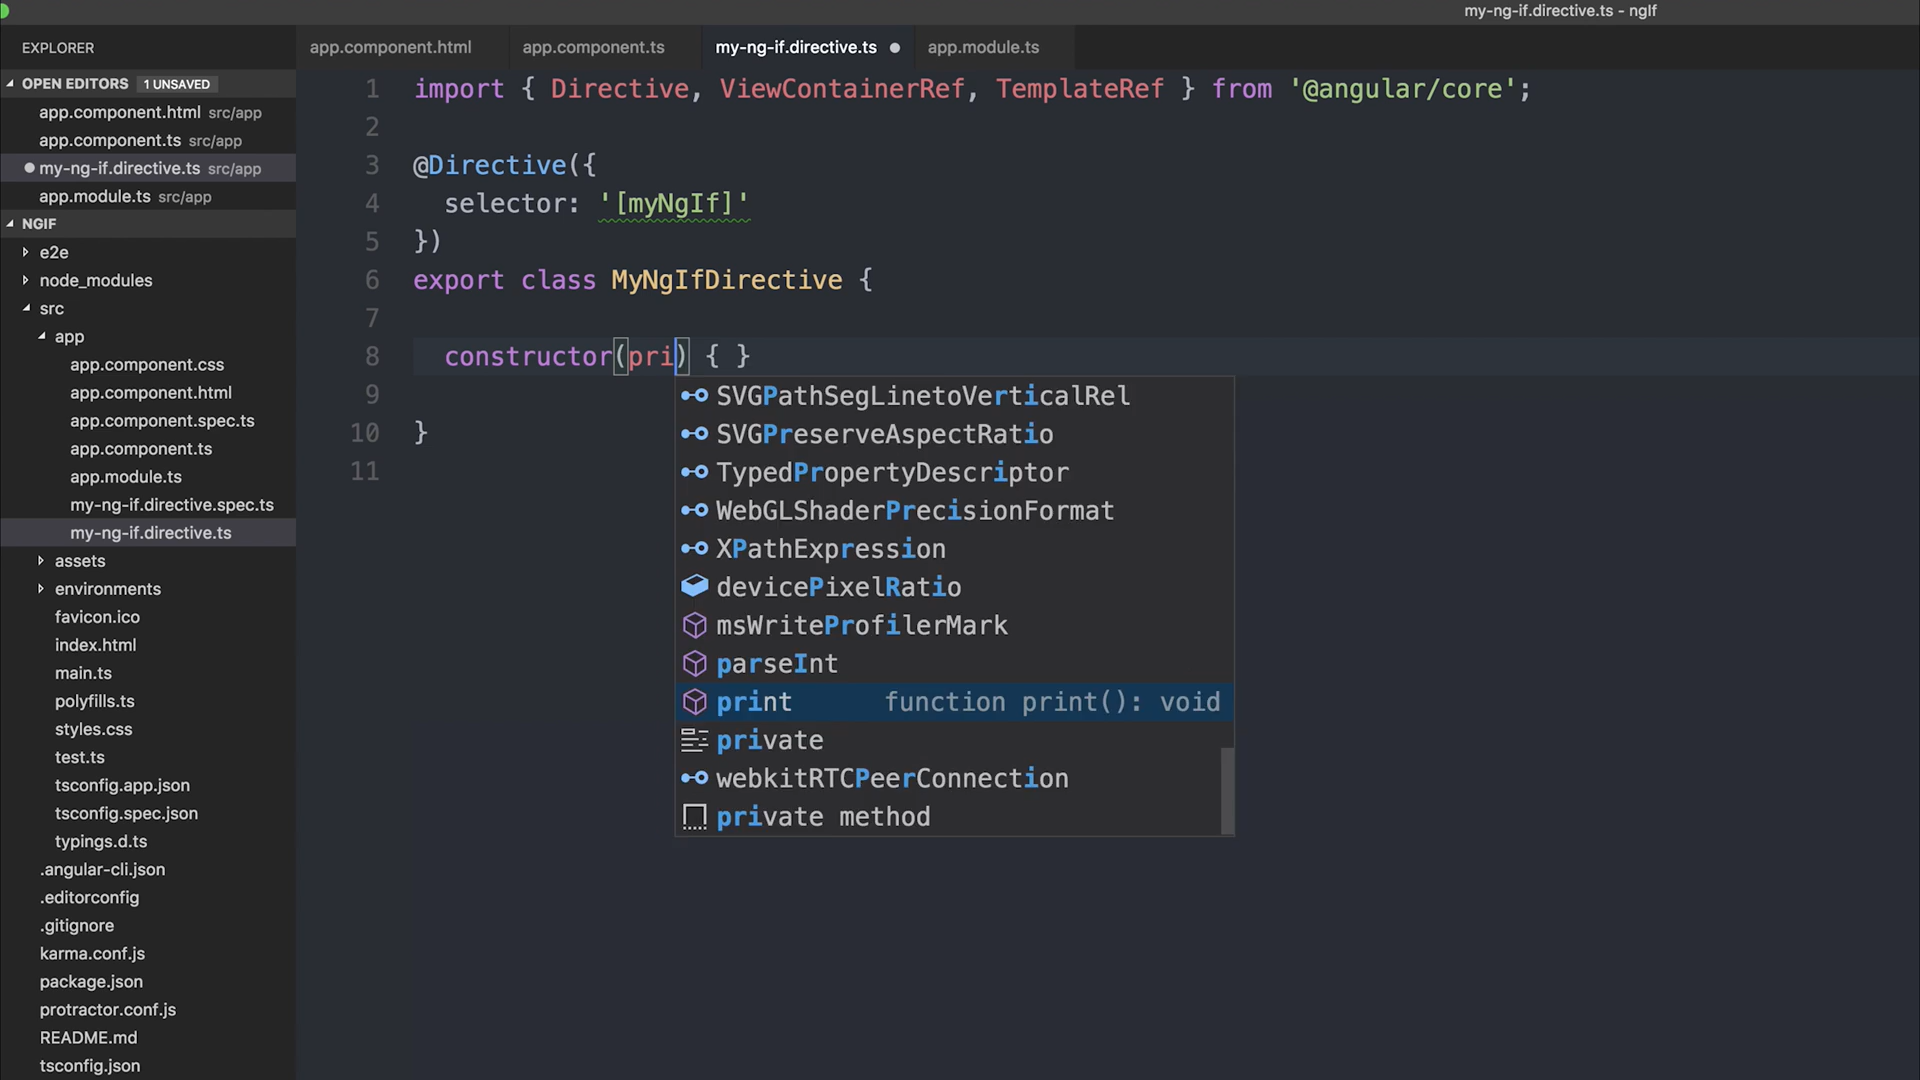 my-ng-if.directive.ts - ngIf
EXPLORER
OPEN EDITORS 1 UNSAVED
app.component.html src/app
app.component.ts src/app
my-ng-if.directive.ts src/app
app.module.ts src/app
NGIF
e2e
node_modules
src
app
app.component.css
app.component.html
app.component.spec.ts
app.component.ts
app.module.ts
my-ng-if.directive.spec.ts
my-ng-if.directive.ts
assets
environments
favicon.ico
index.html
main.ts
polyfills.ts
styles.css
test.ts
tsconfig.app.json
tsconfig.spec.json
typings.d.ts
.angular-cli.json
.editorconfig
.gitignore
karma.conf.js
package.json
protractor.conf.js
README.md
tsconfig.json
app.component.html app.component.ts my-ng-if.directive.ts app.module.ts
1 import { Directive, ViewContainerRef, TemplateRef } from '@angular/core';
2
3 @Directive({
4 selector: '[myNgIf]'
5 })
6 export class MyNgIfDirective {
7
8 constructor(pri) { }
9
10 }
11
SVGPathSegLinetoVerticalRel
SVGPreserveAspectRatio
TypedPropertyDescriptor
WebGLShaderPrecisionFormat
XPathExpression
devicePixelRatio
msWriteProfilerMark
parseInt
print function print(): void
private
webkitRTCPeerConnection
private method